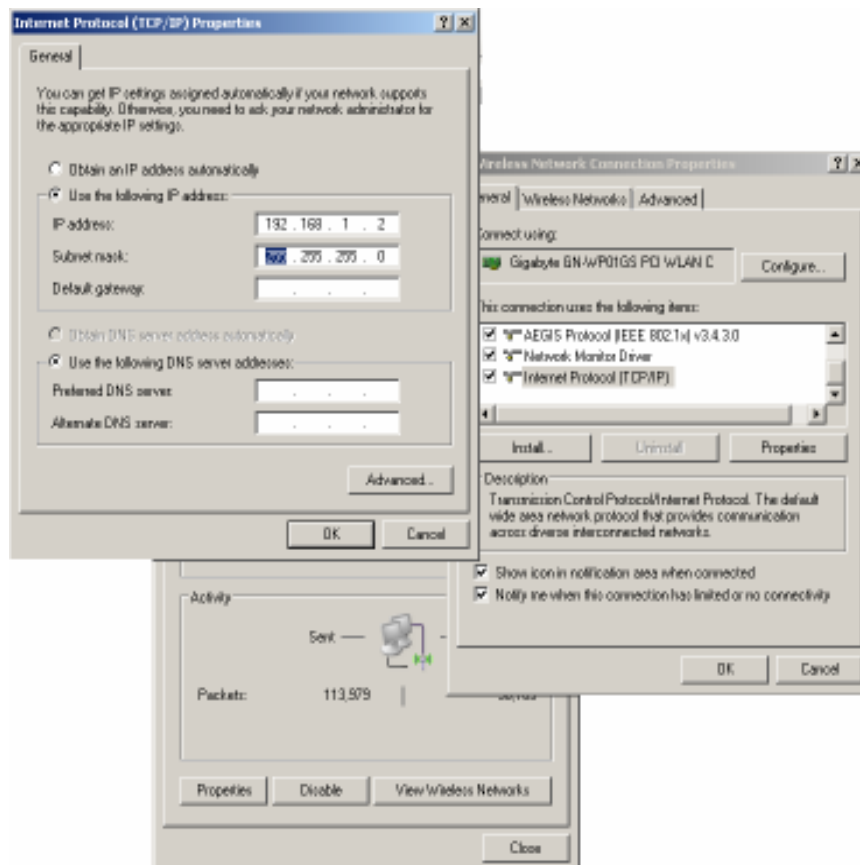 Internet Protocol (TCP/IP) Properties
General
You can get IP settings assigned automatically if your network supports
this capability. Otherwise, you need to ask your network administrator for
the appropriate IP settings.
Obtain an IP address automatically
Use the following IP address:
IP address:
192 . 168 . 1 . 2
Subnet mask:
255 . 255 . 255 . 0
Default gateway:
. . .
Obtain DNS server address automatically
Use the following DNS server addresses:
Preferred DNS server:
. . .
Alternate DNS server:
. . .
Advanced...
OK
Cancel
Wireless Network Connection Properties
eneral
Wireless Networks
Advanced
Connect using:
Gigabyte GN-WP01GS PCI WLAN C
Configure...
This connection uses the following items:
AEGIS Protocol (IEEE 802.1x) v3.4.3.0
Network Monitor Driver
Internet Protocol (TCP/IP)
Install...
Uninstall
Properties
Description
Transmission Control Protocol/Internet Protocol. The default
wide area network protocol that provides communication
across diverse interconnected networks.
Show icon in notification area when connected
Notify me when this connection has limited or no connectivity
OK
Cancel
Activity
Sent
Packets:
113,979
Properties
Disable
View Wireless Networks
Close